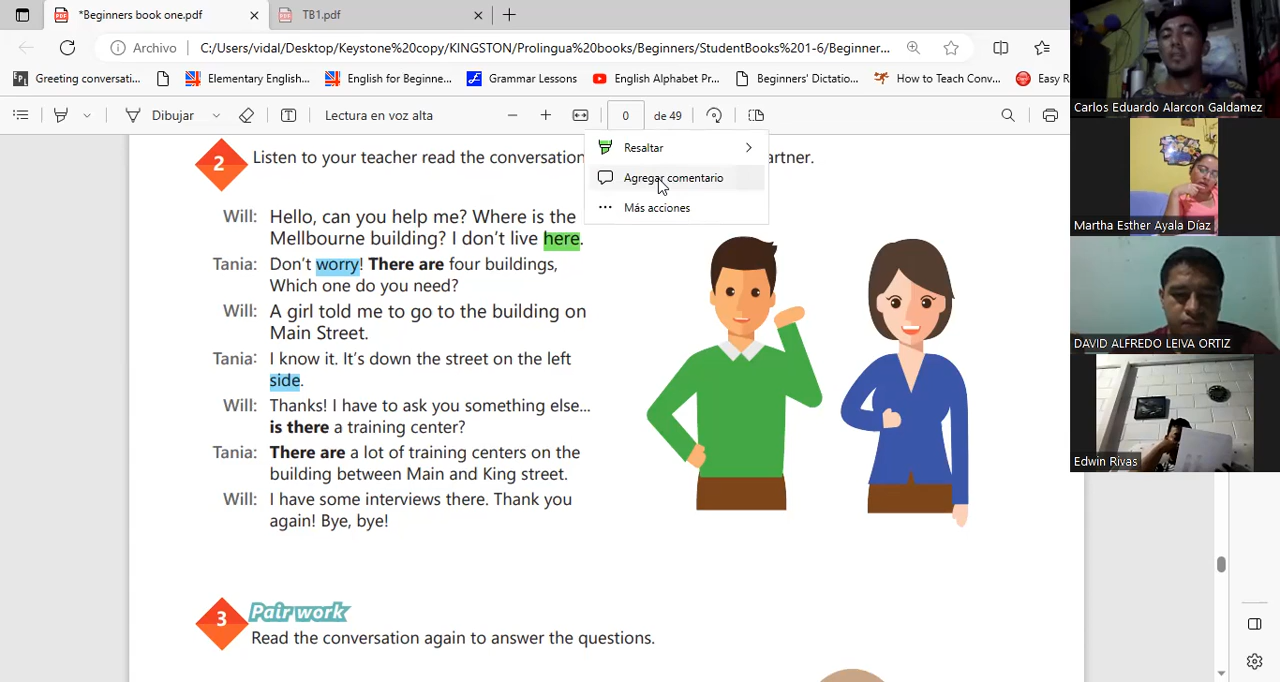 *Beginners book one.pdf
TB1.pdf
Archivo
C:/Users/vidal/Desktop/Keystone%20copy/KINGSTON/Prolingua%20books/Beginners/StudentBooks%201-6/Beginner...
Greeting conversati...
Elementary English...
English for Beginne...
Grammar Lessons
English Alphabet Pr...
Beginners' Dictatio...
How to Teach Conv...
Easy R
Dibujar
Lectura en voz alta
0 de 49
Resaltar
Agregar comentario
Más acciones
2 Listen to your teacher read the conversation
artner.
Will: Hello, can you help me? Where is the
Mellbourne building? I don't live here.
Tania: Don't worry! There are four buildings,
Which one do you need?
Will: A girl told me to go to the building on
Main Street.
Tania: I know it. It's down the street on the left
side.
Will: Thanks! I have to ask you something else...
is there a training center?
Tania: There are a lot of training centers on the
building between Main and King street.
Will: I have some interviews there. Thank you
again! Bye, bye!
3 Pair work
Read the conversation again to answer the questions.
Carlos Eduardo Alarcon Galdamez
Martha Esther Ayala Díaz
DAVID ALFREDO LEIVA ORTIZ
Edwin Rivas